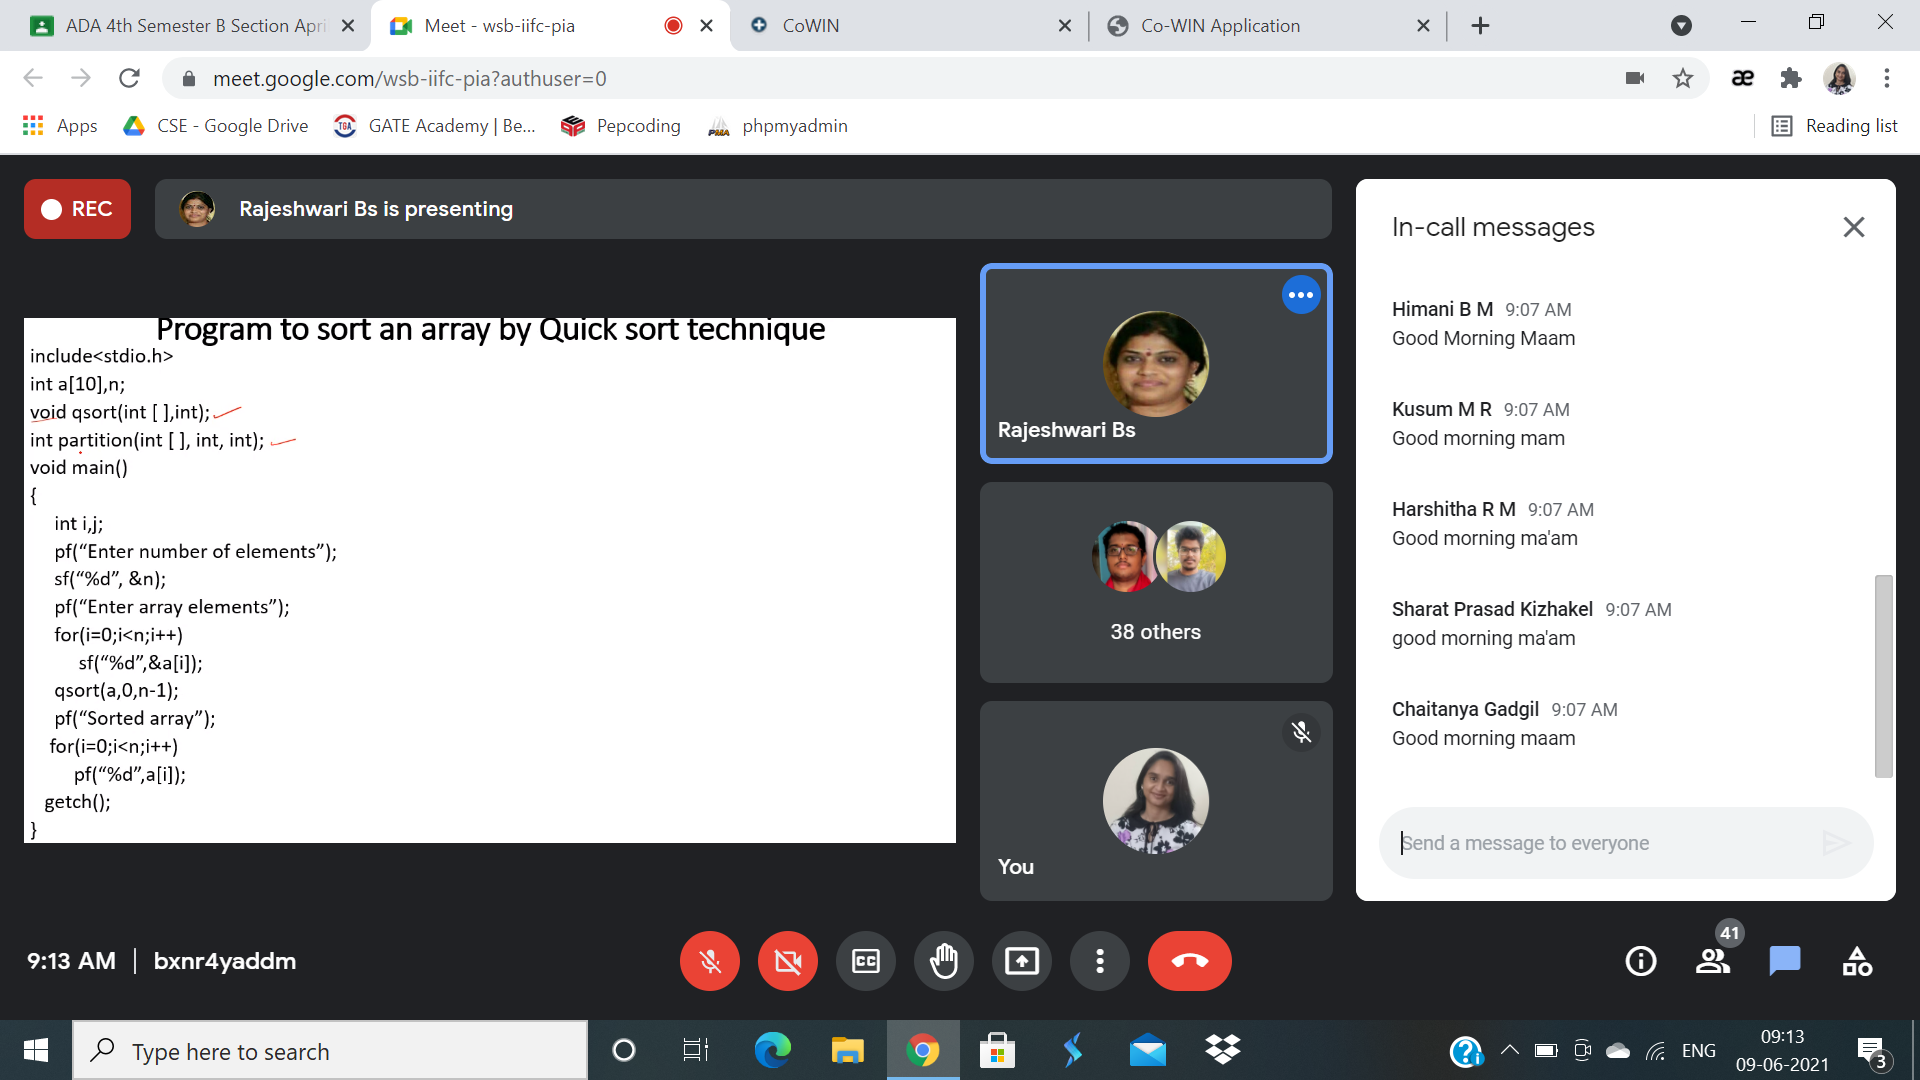 ADA 4th Semester B Section Apri
Meet - wsb-iifc-pia
CoWIN
Co-WIN Application
meet.google.com/wsb-iifc-pia?authuser=0
Apps
CSE - Google Drive
GATE Academy | Be...
Pepcoding
phpmyadmin
Reading list
REC
Rajeshwari Bs is presenting
Program to sort an array by Quick sort technique
include<stdio.h>
int a[10],n;
void qsort(int [ ],int);
int partition(int [ ], int, int);
void main()
{
int i,j;
pf(“Enter number of elements”);
sf(“%d”, &n);
pf(“Enter array elements”);
for(i=0;i<n;i++)
sf(“%d”,&a[i]);
qsort(a,0,n-1);
pf(“Sorted array”);
for(i=0;i<n;i++)
pf(“%d”,a[i]);
getch();
}
Rajeshwari Bs
38 others
You
In-call messages
Himani B M 9:07 AM
Good Morning Maam
Kusum M R 9:07 AM
Good morning mam
Harshitha R M 9:07 AM
Good morning ma'am
Sharat Prasad Kizhakel 9:07 AM
good morning ma'am
Chaitanya Gadgil 9:07 AM
Good morning maam
Send a message to everyone
9:13 AM | bxnr4yaddm
CC
41
Type here to search
ENG
09:13
09-06-2021
3